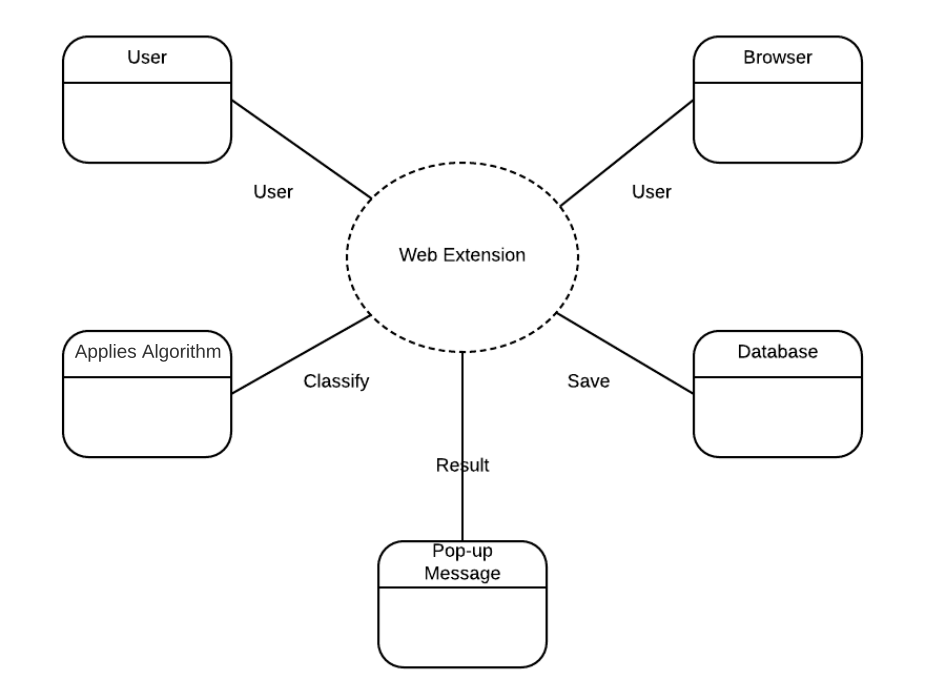 User
Browser
User
User
Web Extension
Applies Algorithm
Database
Classify
Save
Result
Pop-up
Message